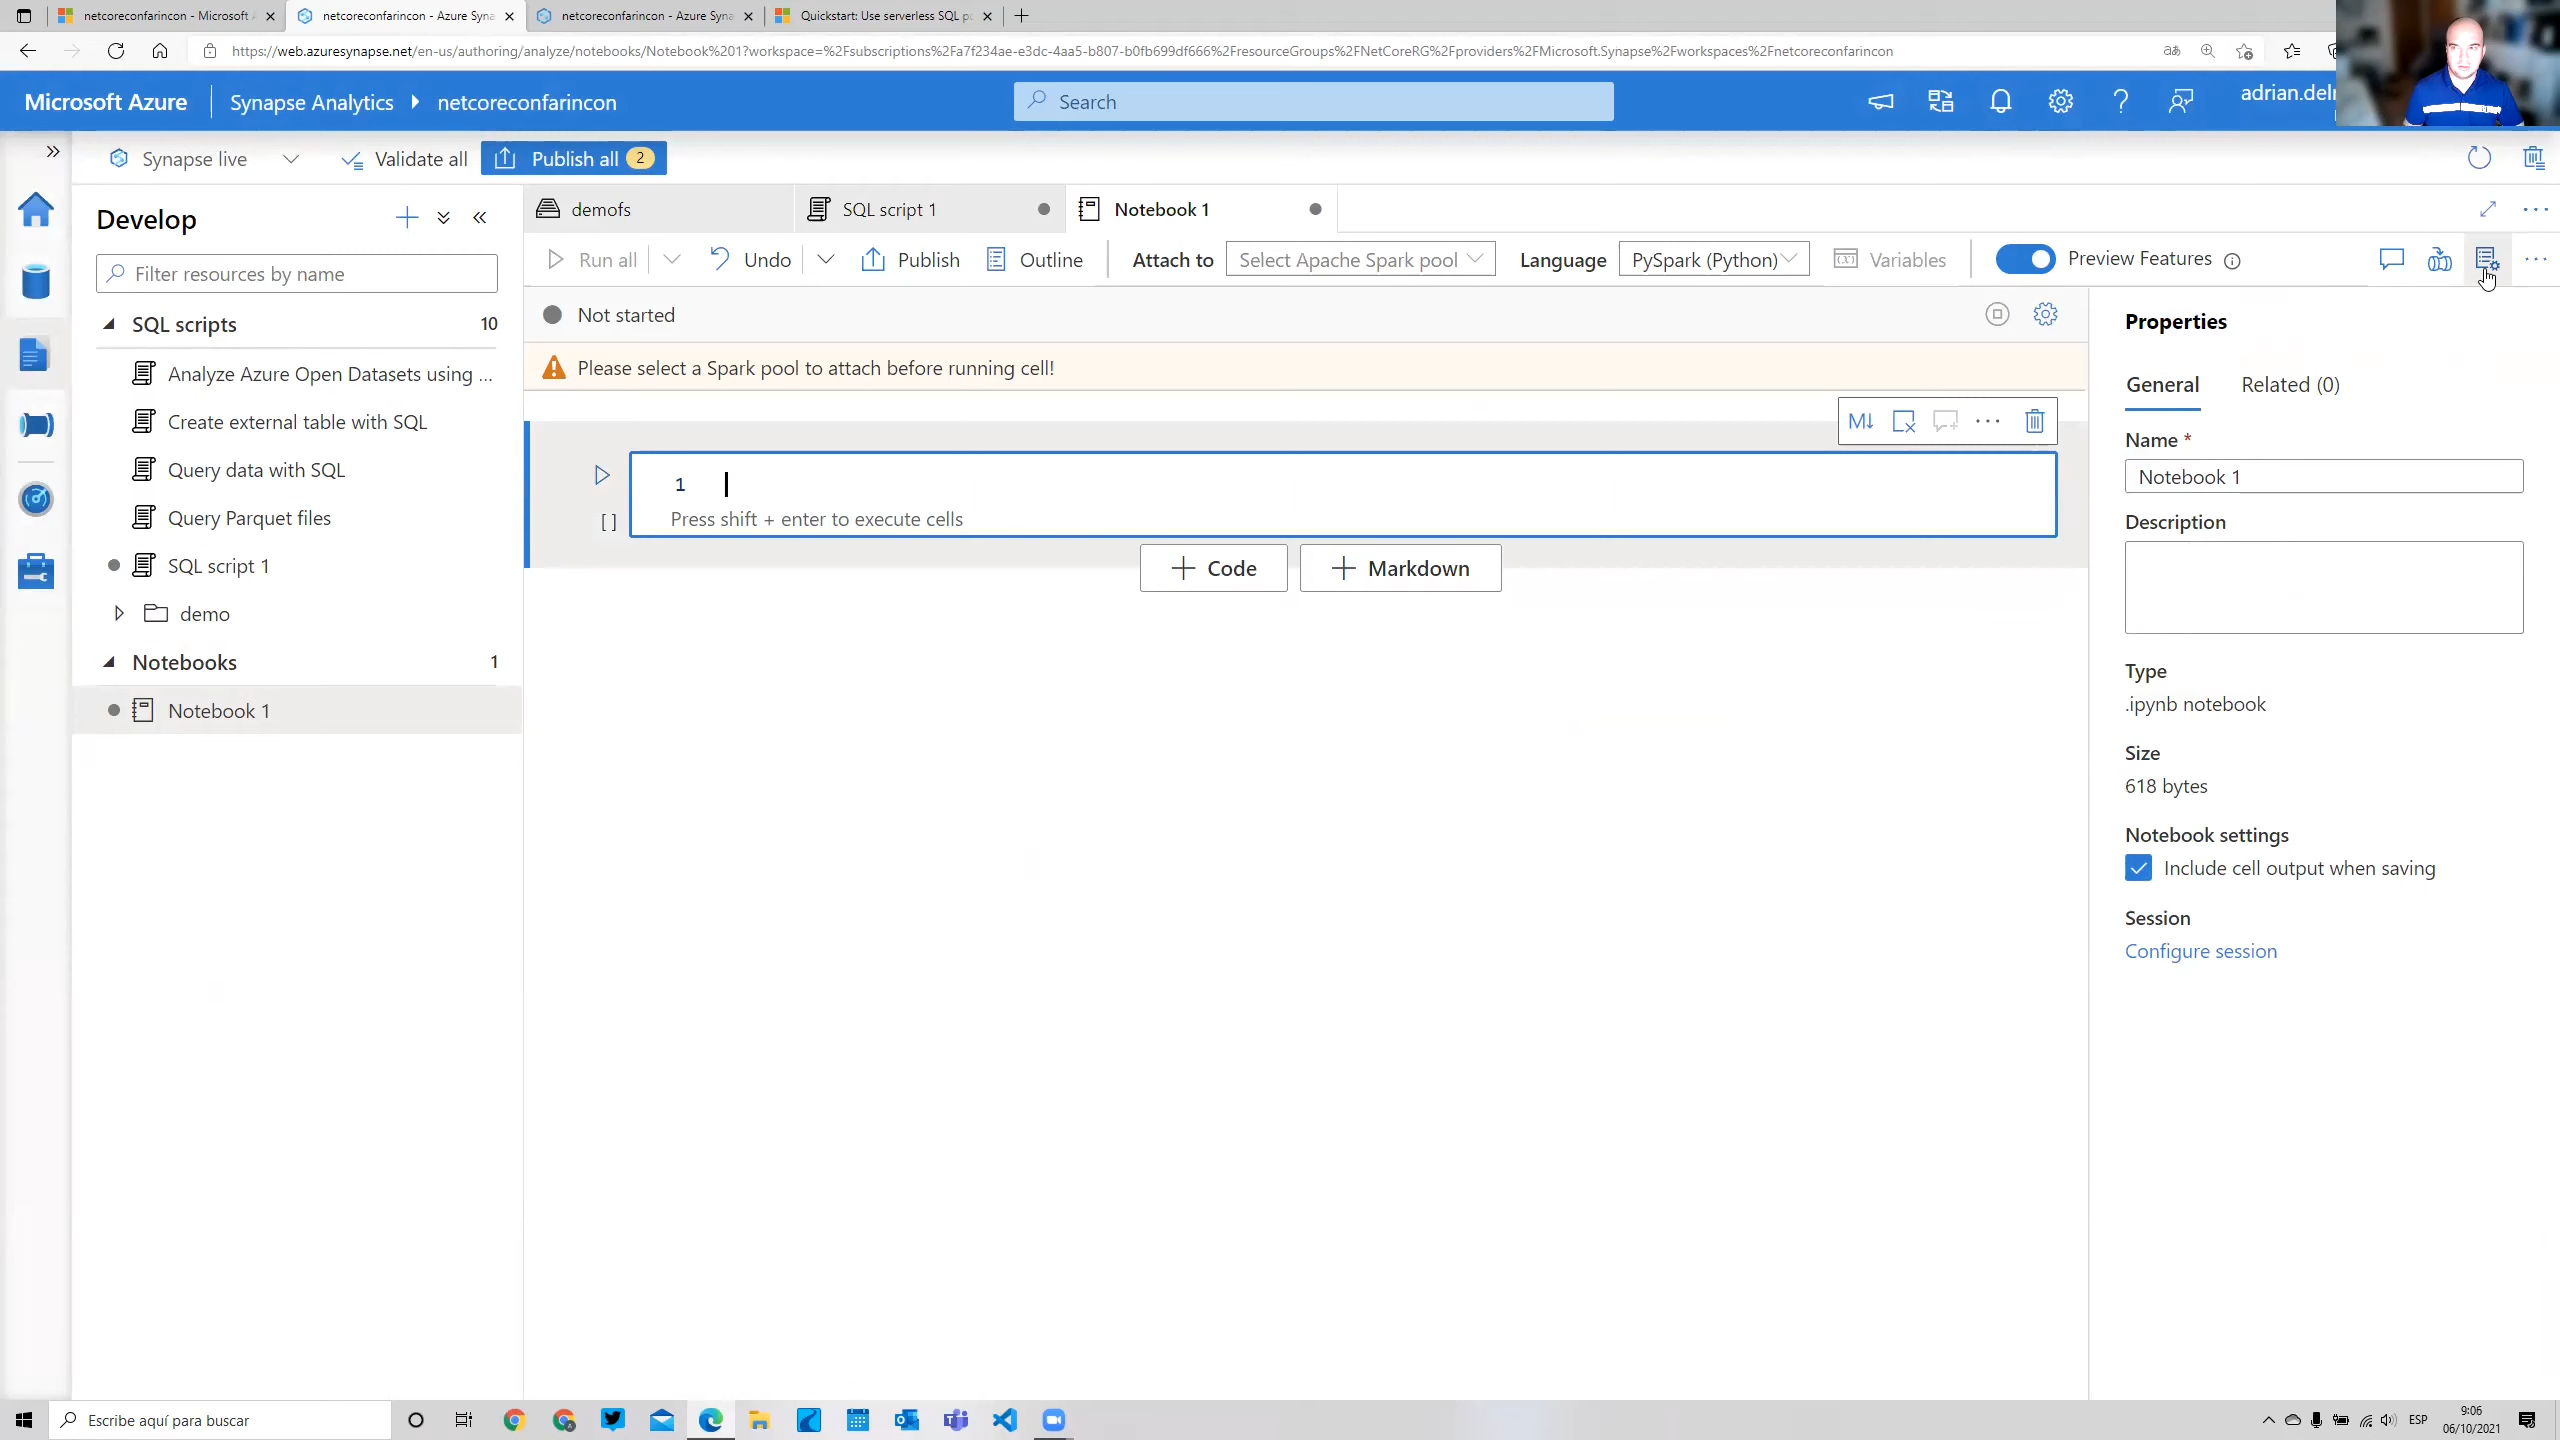 netcoreconfarincon - Microsoft A
netcoreconfarincon - Azure Syna
netcoreconfarincon - Azure Syna
Quickstart: Use serverless SQL po
https://web.azuresynapse.net/en-us/authoring/analyze/notebooks/Notebook%201?workspace=%2Fsubscriptions%2Fa7f234ae-e3dc-4aa5-b807-b0fb699df666%2FresourceGroups%2FNetCoreRG%2Fproviders%2FMicrosoft.Synapse%2Fworkspaces%2Fnetcoreconfarincon
Microsoft Azure
Synapse Analytics
netcoreconfarincon
Search
Synapse live
Validate all
Publish all 2
Develop
Filter resources by name
SQL scripts 10
Analyze Azure Open Datasets using ...
Create external table with SQL
Query data with SQL
Query Parquet files
SQL script 1
demo
Notebooks 1
Notebook 1
demofs
SQL script 1
Notebook 1
Run all
Undo
Publish
Outline
Attach to
Select Apache Spark pool
Language
PySpark (Python)
Variables
Preview Features
Not started
Please select a Spark pool to attach before running cell!
M↓
1
Press shift + enter to execute cells
[ ]
Code
Markdown
Properties
General
Related (0)
Name *
Notebook 1
Description
Type
.ipynb notebook
Size
618 bytes
Notebook settings
Include cell output when saving
Session
Configure session
Escribe aquí para buscar
ESP
9:06
06/10/2021